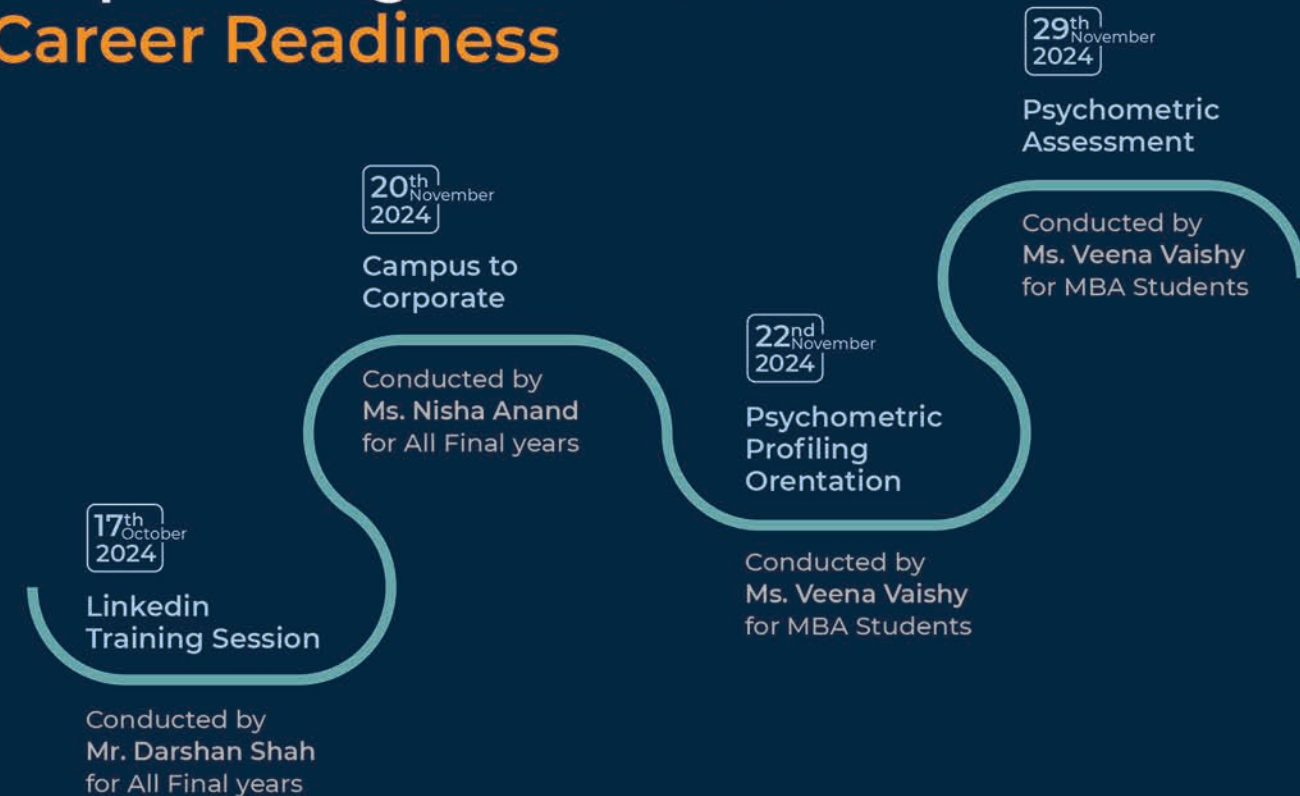 Career Readiness
17th October
2024
Linkedin
Training Session
Conducted by
Mr. Darshan Shah
for All Final years
20th November
2024
Campus to
Corporate
Conducted by
Ms. Nisha Anand
for All Final years
22nd November
2024
Psychometric
Profiling
Orentation
Conducted by
Ms. Veena Vaishy
for MBA Students
29th November
2024
Psychometric
Assessment
Conducted by
Ms. Veena Vaishy
for MBA Students